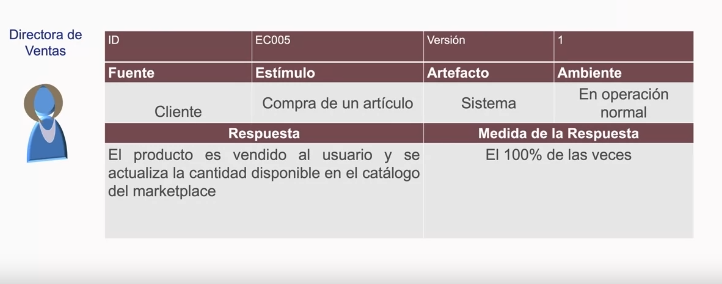 Directora de
Ventas
ID EC005 Versión 1
Fuente Estímulo Artefacto Ambiente
Cliente Compra de un artículo Sistema En operación
normal
Respuesta Medida de la Respuesta
El producto es vendido al usuario y se El 100% de las veces
actualiza la cantidad disponible en el catálogo
del marketplace